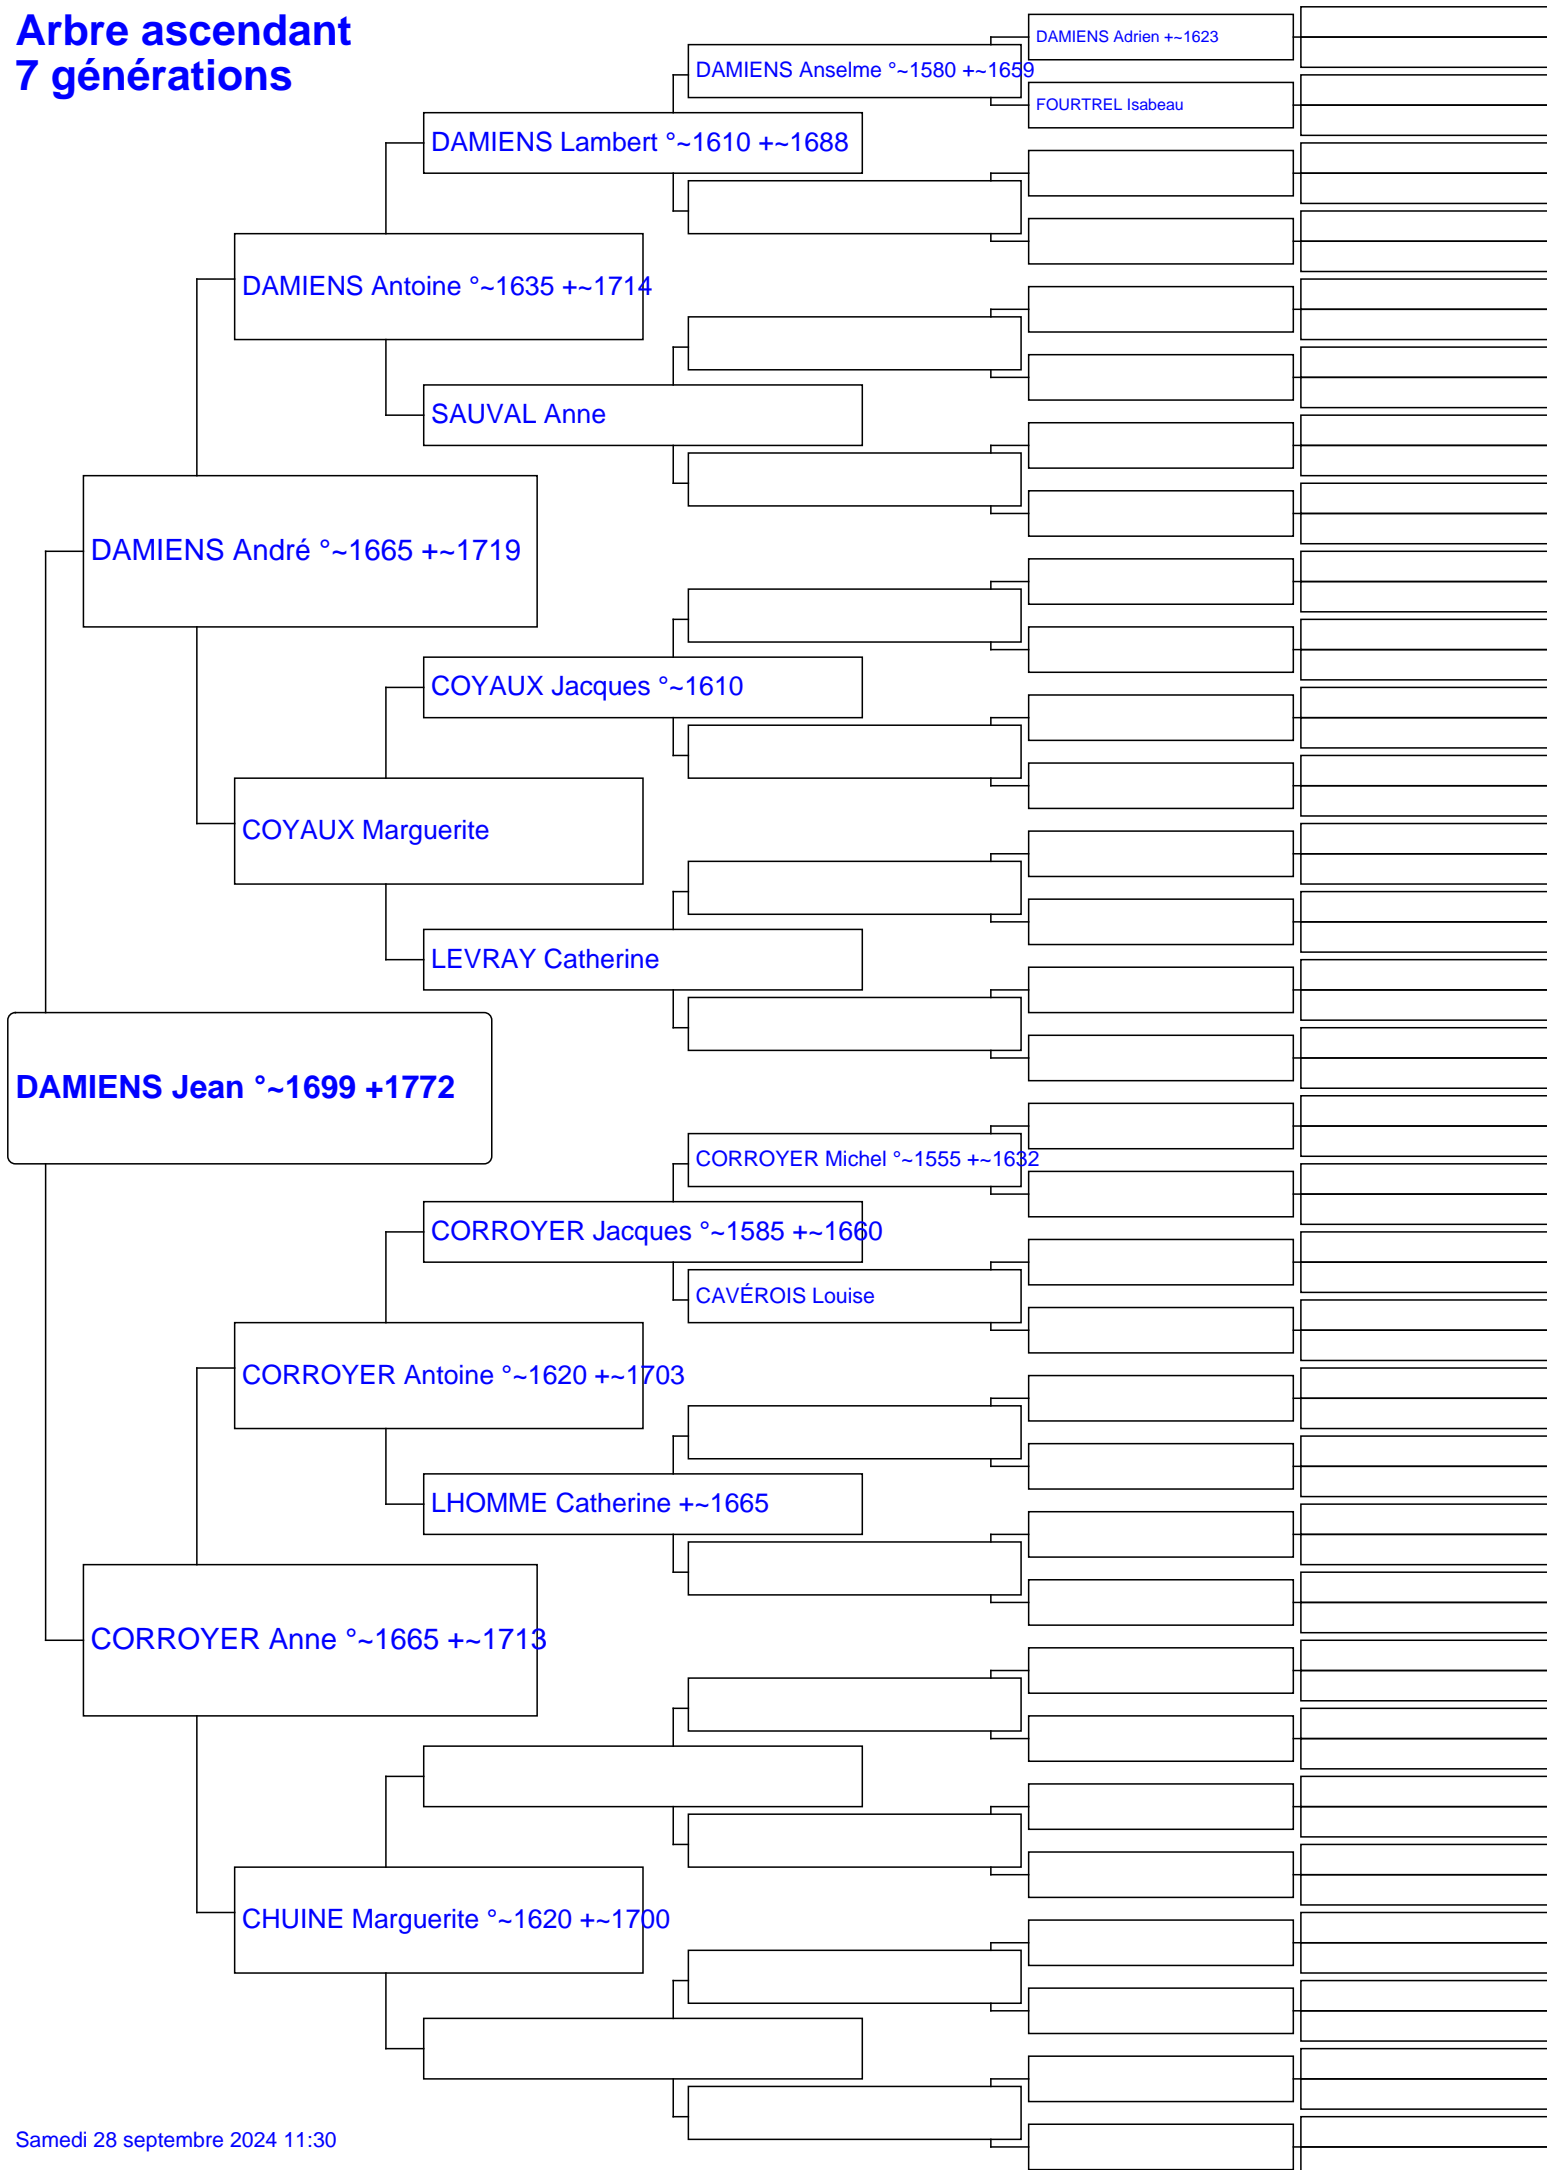 Arbre ascendant
7 générations
DAMIENS Adrien +~1623
DAMIENS Anselme °~1580 +~1659
FOURTREL Isabeau
DAMIENS Lambert °~1610 +~1688
DAMIENS Antoine °~1635 +~1714
SAUVAL Anne
DAMIENS André °~1665 +~1719
COYAUX Jacques °~1610
COYAUX Marguerite
LEVRAY Catherine
DAMIENS Jean °~1699 +1772
CORROYER Michel °~1555 +~1632
CORROYER Jacques °~1585 +~1660
CAVÉROIS Louise
CORROYER Antoine °~1620 +~1703
LHOMME Catherine +~1665
CORROYER Anne °~1665 +~1713
CHUINE Marguerite °~1620 +~1700
Samedi 28 septembre 2024 11:30